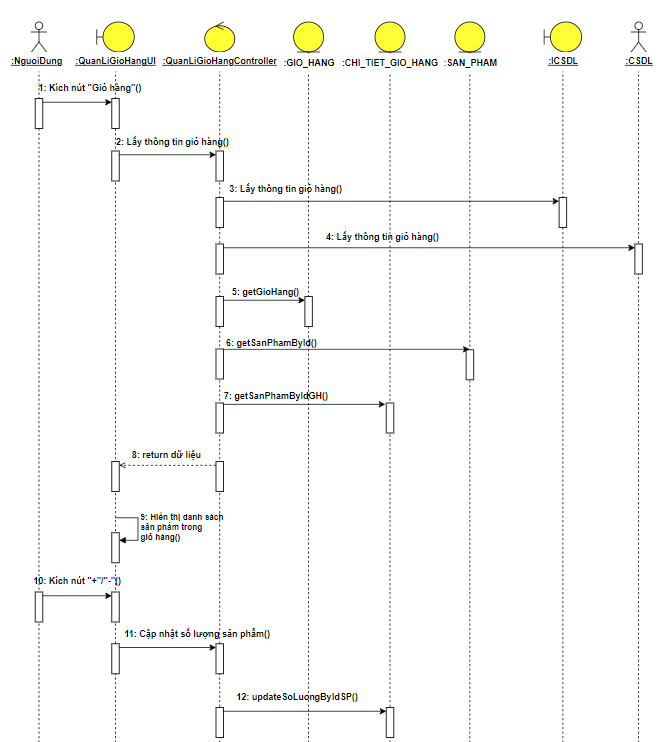 :NguoiDung
:QuanLiGioHangUI
:QuanLiGioHangController
:GIO_HANG
:CHI_TIET_GIO_HANG
:SAN_PHAM
:ICSDL
:CSDL
1: Kích nút "Giỏ hàng"()
2: Lấy thông tin giỏ hàng()
3: Lấy thông tin giỏ hàng()
4: Lấy thông tin giỏ hàng()
5: getGioHang()
6: getSanPhamById()
7: getSanPhamByIdGH()
8: return dữ liệu
9: Hiển thị danh sách
sản phẩm trong
giỏ hàng()
10: Kích nút "+"/"-"()
11: Cập nhật số lượng sản phẩm()
12: updateSoLuongByIdSP()